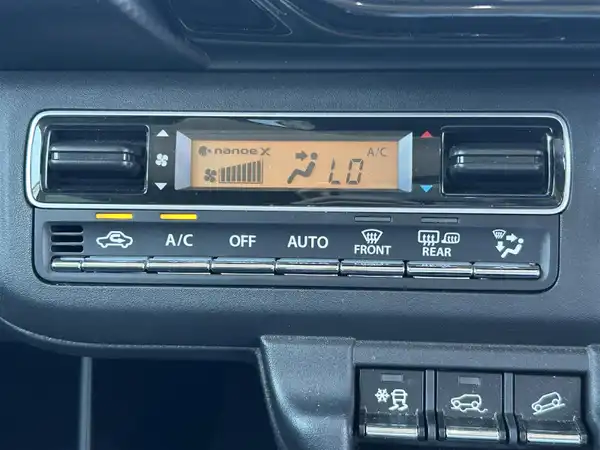 nanoe X
A/C
LO
A/C OFF AUTO FRONT REAR